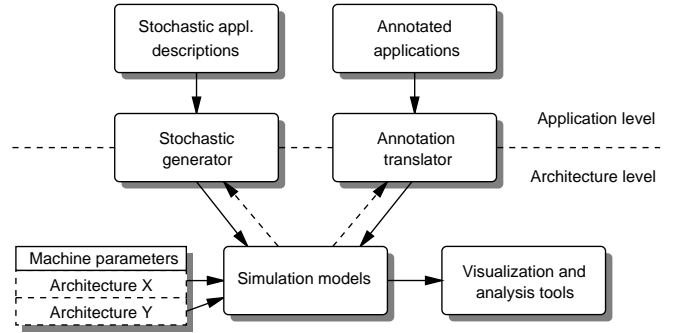 Stochastic appl.
descriptions
Annotated
applications
Stochastic
generator
Annotation
translator
Application level
Architecture level
Machine parameters
Architecture X
Architecture Y
Simulation models
Visualization and
analysis tools